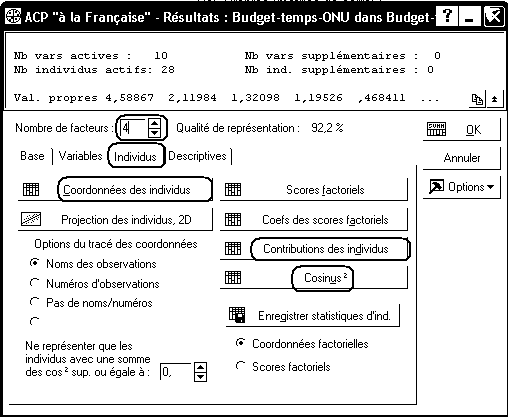 ACP "à la Française" - Résultats : Budget-temps-ONU dans Budget-
Nb vars actives : 10 Nb vars supplémentaires : 0
Nb individus actifs: 28 Nb ind. supplémentaires : 0
Val. propres 4,58867 2,11984 1,32098 1,19526 ,468411 ...
Nombre de facteurs : 4 Qualité de représentation : 92,2 %
OK
Base Variables Individus Descriptives
Annuler
Coordonnées des individus Scores factoriels
Options
Projection des individus, 2D Coefs des scores factoriels
Options du tracé des coordonnées
Contributions des individus
Noms des observations
Cosinus²
Numéros d'observations
Pas de noms/numéros
Enregistrer statistiques d'ind.
Ne représenter que les
individus avec une somme
des cos² sup. ou égale à : 0,
Coordonnées factorielles
Scores factoriels